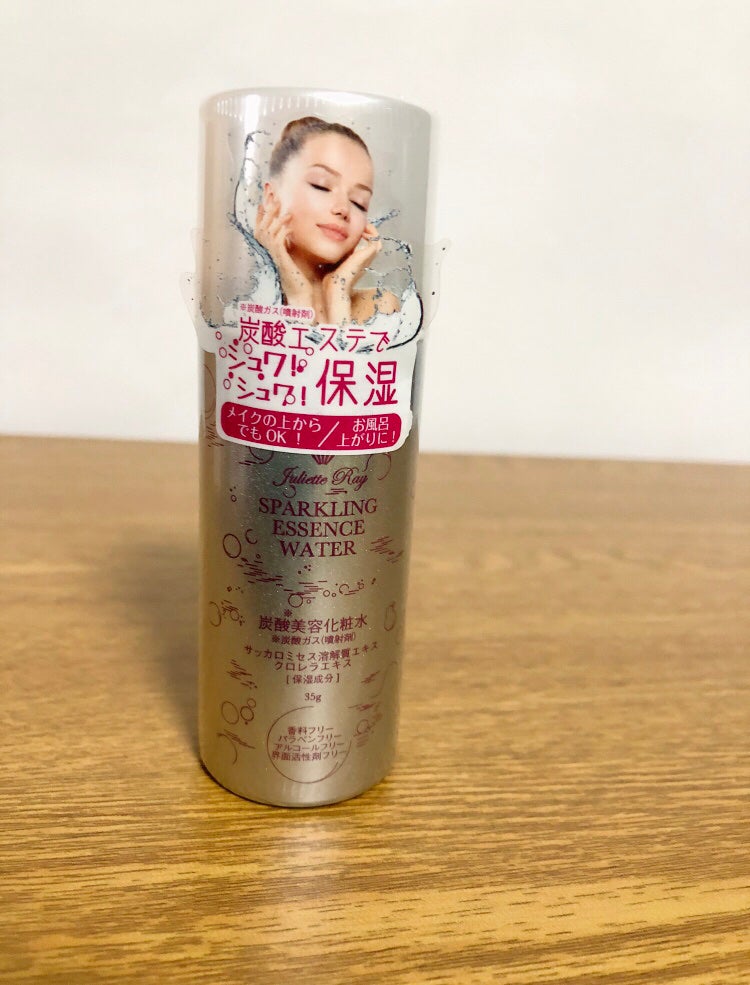 ※炭酸ガス(噴射剤)
炭酸エステで
シュワ!
シュワ!保湿
メイクの上から
でもOK!
/
お風呂
上がりに!
Juliette Ray
SPARKLING
ESSENCE
WATER
※
炭酸美容化粧水
※炭酸ガス(噴射剤)
サッカロミセス溶解質エキス
クロレラエキス
[保湿成分]
35g
香料フリー
パラベンフリー
アルコールフリー
界面活性剤フリー